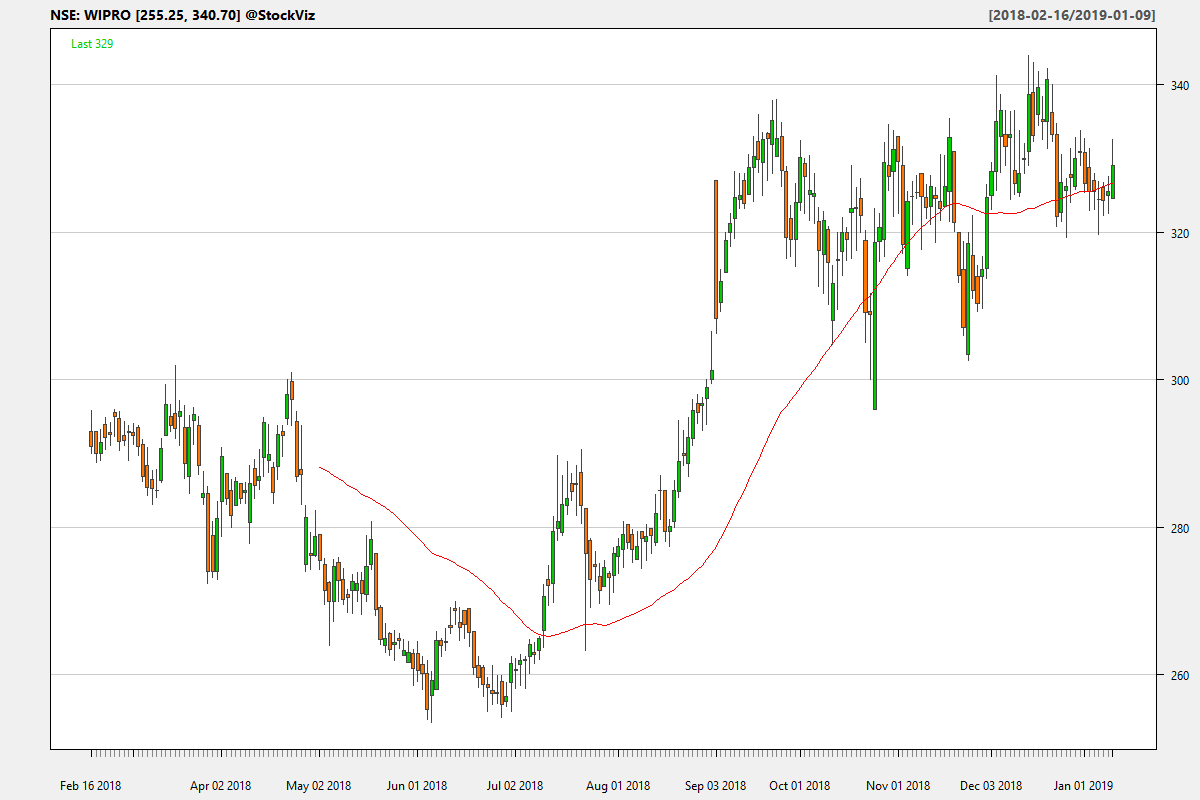 NSE: WIPRO [255.25, 340.70] @StockViz [2018-02-16/2019-01-09]
Last 329
340
320
300
280
260
Feb 16 2018 Apr 02 2018 May 02 2018 Jun 01 2018 Jul 02 2018 Aug 01 2018 Sep 03 2018 Oct 01 2018 Nov 01 2018 Dec 03 2018 Jan 01 2019